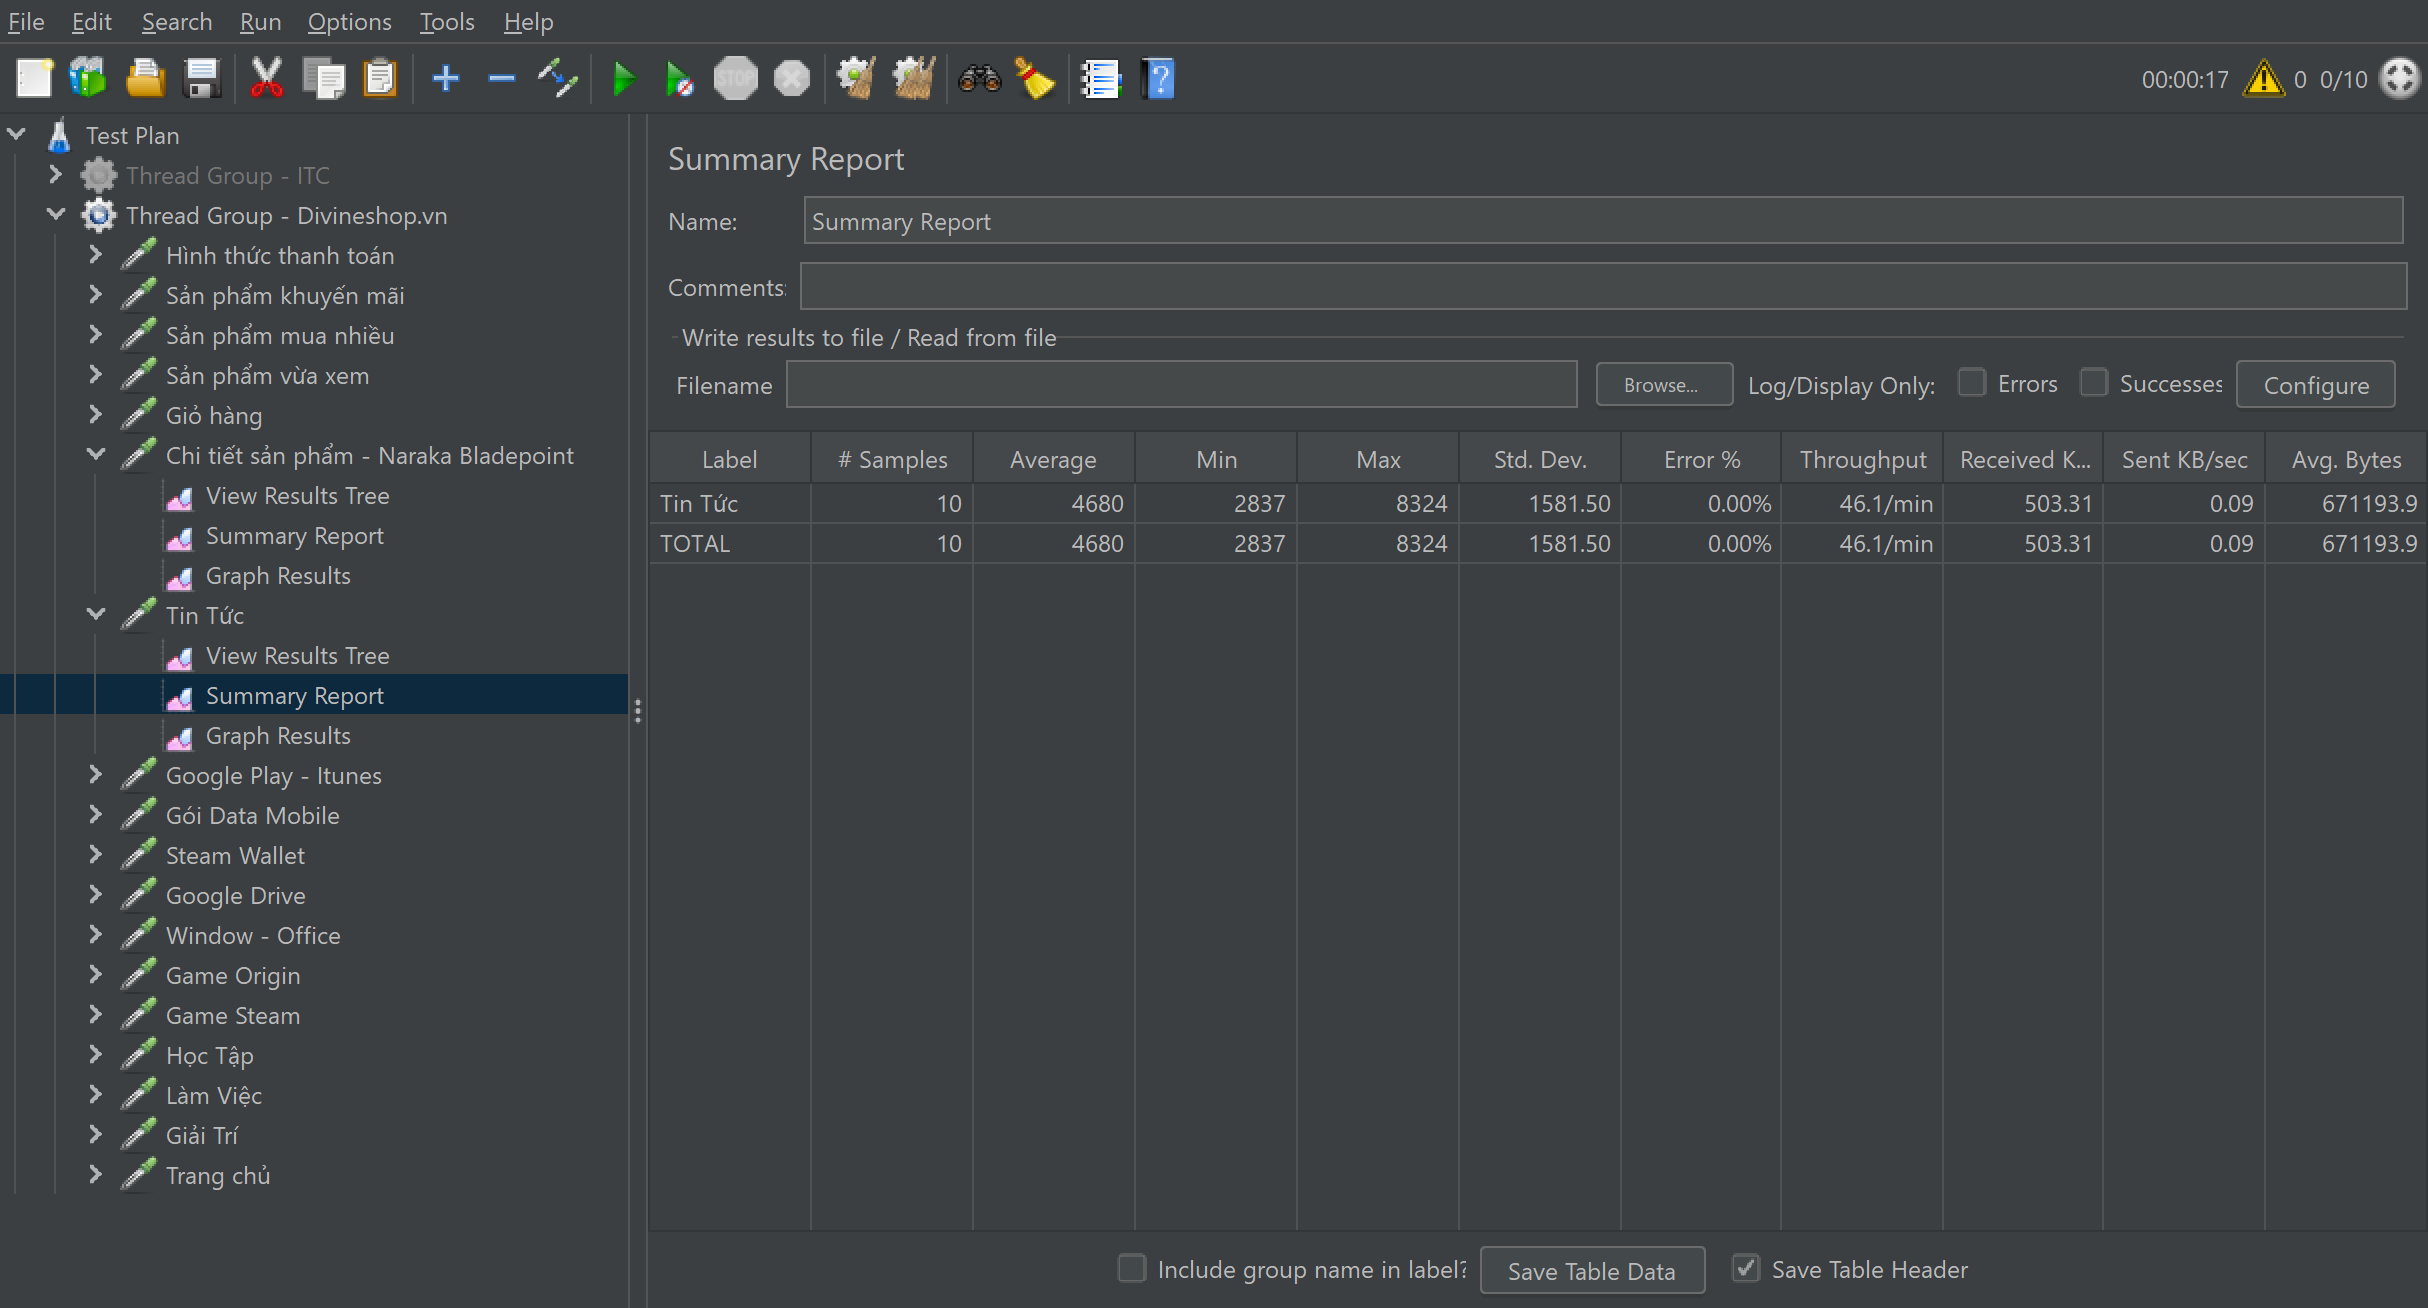 File Edit Search Run Options Tools Help
STOP
00:00:17 0 0/10
Test Plan
Thread Group - ITC
Thread Group - Divineshop.vn
Hình thức thanh toán
Sản phẩm khuyến mãi
Sản phẩm mua nhiều
Sản phẩm vừa xem
Giỏ hàng
Chi tiết sản phẩm - Naraka Bladepoint
View Results Tree
Summary Report
Graph Results
Tin Tức
View Results Tree
Summary Report
Graph Results
Google Play - Itunes
Gói Data Mobile
Steam Wallet
Google Drive
Window - Office
Game Origin
Game Steam
Học Tập
Làm Việc
Giải Trí
Trang chủ
Summary Report
Name: Summary Report
Comments:
Write results to file / Read from file
Filename Browse... Log/Display Only: Errors Successes Configure
Label # Samples Average Min Max Std. Dev. Error % Throughput Received K... Sent KB/sec Avg. Bytes
Tin Tức 10 4680 2837 8324 1581.50 0.00% 46.1/min 503.31 0.09 671193.9
TOTAL 10 4680 2837 8324 1581.50 0.00% 46.1/min 503.31 0.09 671193.9
Include group name in label? Save Table Data Save Table Header